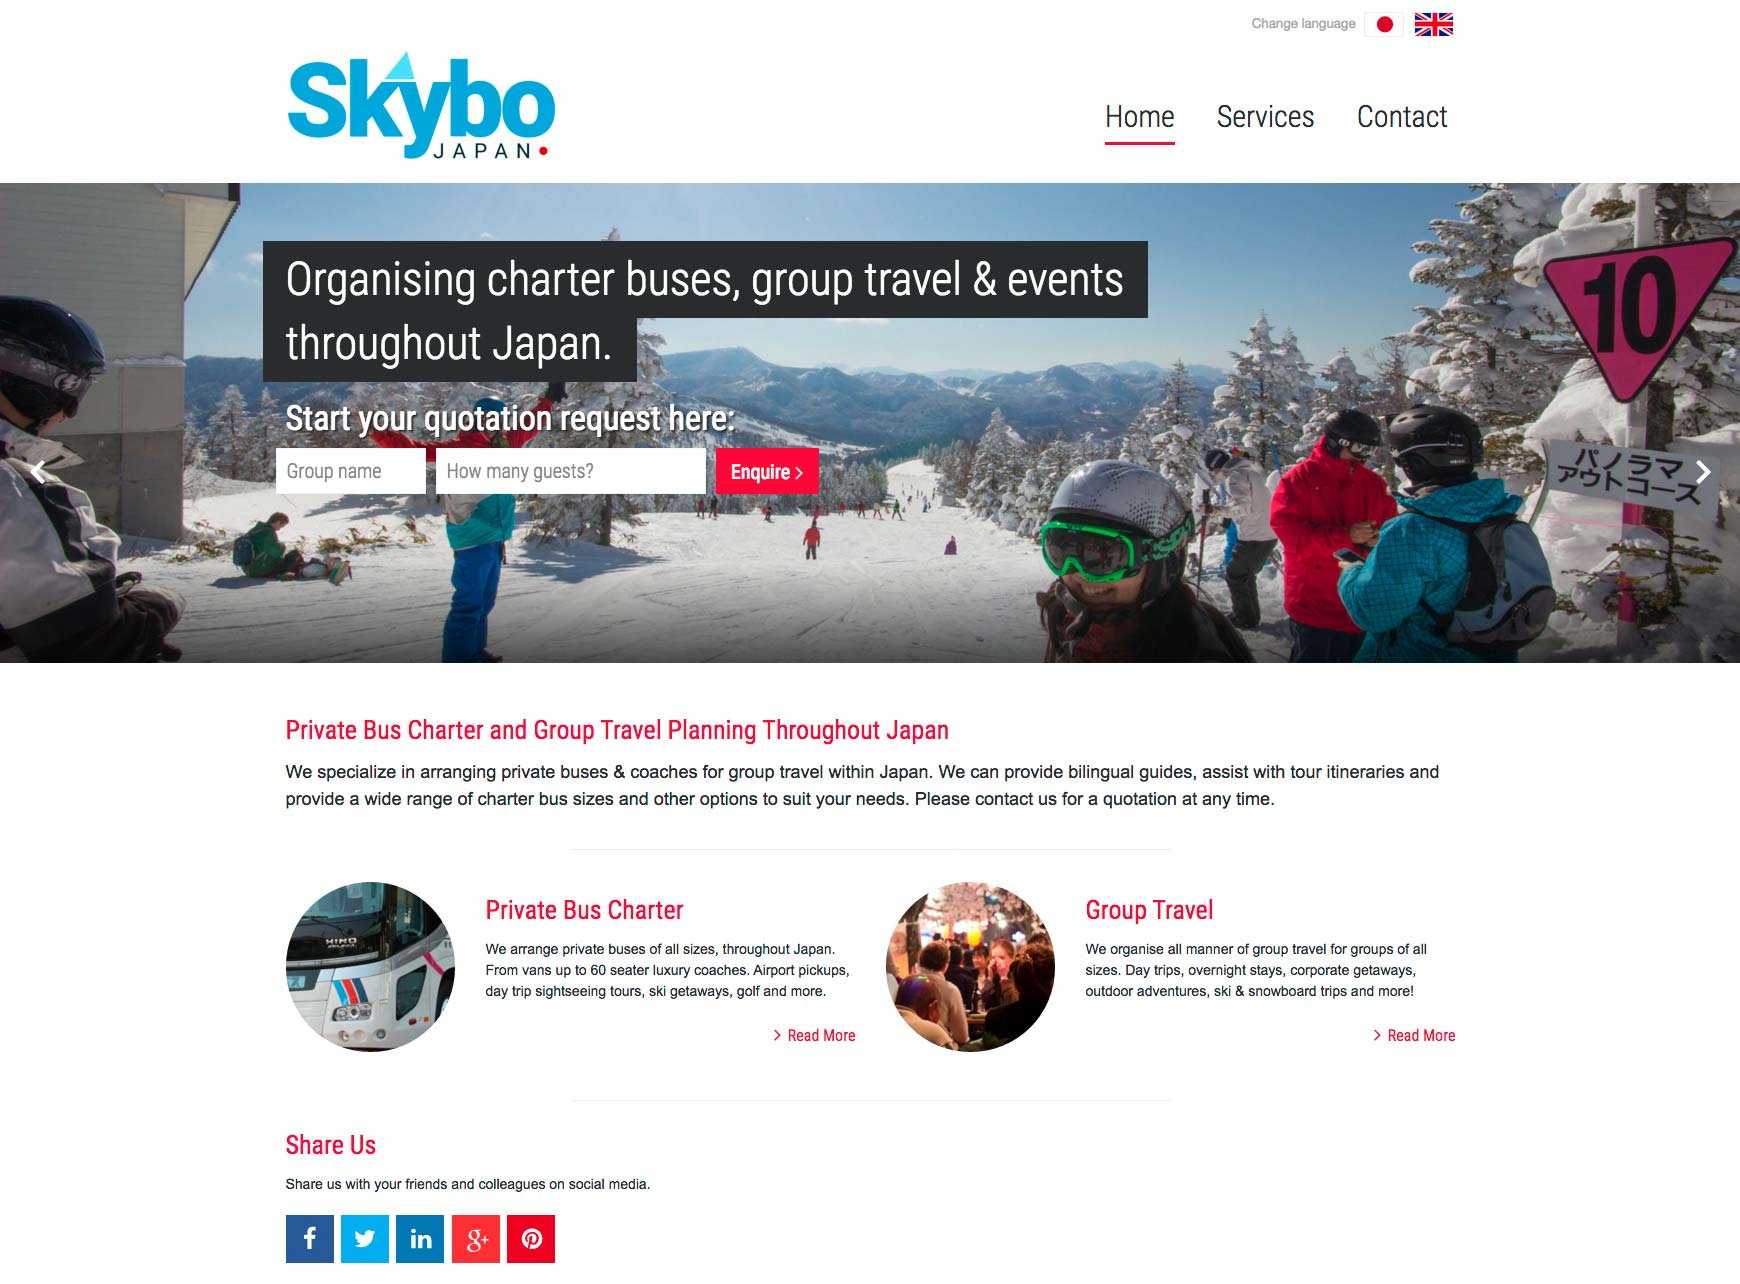 Change language
Skybo
JAPAN
Home Services Contact
Organising charter buses, group travel & events
throughout Japan.
10
Start your quotation request here:
Group name How many guests? Enquire >
パノラマ
アウトコース
Private Bus Charter and Group Travel Planning Throughout Japan
We specialize in arranging private buses & coaches for group travel within Japan. We can provide bilingual guides, assist with tour itineraries and
provide a wide range of charter bus sizes and other options to suit your needs. Please contact us for a quotation at any time.
HINO
SELEGA
Private Bus Charter
We arrange private buses of all sizes, throughout Japan.
From vans up to 60 seater luxury coaches. Airport pickups,
day trip sightseeing tours, ski getaways, golf and more.
> Read More
Group Travel
We organise all manner of group travel for groups of all
sizes. Day trips, overnight stays, corporate getaways,
outdoor adventures, ski & snowboard trips and more!
> Read More
Share Us
Share us with your friends and colleagues on social media.
f in g+